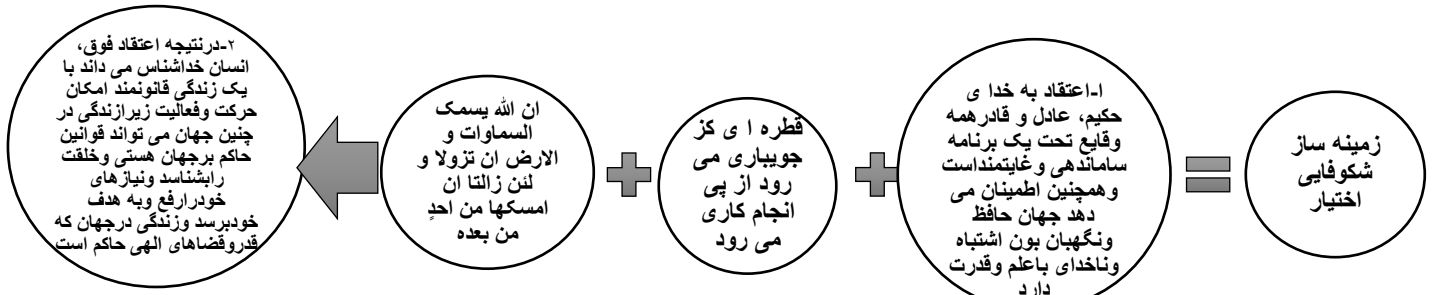 زمینه ساز
شکوفایی
اختیار
ا-اعتقاد به خدا ی
حکیم، عادل و قادرهمه
وقایع تحت یک برنامه
ساماندهی وغایتمنداست
وهمچنین اطمینان می
دهد جهان حافظ
ونگهبان بون اشتباه
وناخدای باعلم وقدرت
دارد
قطره ا ی کز
جویباری می
رود از پی
انجام کاری
می رود
ان الله یسمک
السماوات و
الارض ان تزولا و
لئن زالتا ان
امسکها من احدٍ
من بعده
۲-درنتیجه اعتقاد فوق،
انسان خداشناس می داند با
یک زندگی قانونمند امکان
حرکت وفعالیت زیرازندگی در
چنین جهان می تواند قوانین
حاکم برجهان هستی وخلقت
رابشناسد ونیازهای
خودرارفع وبه هدف
خودبرسد وزندگی درجهان که
قدروقضاهای الهی حاکم است